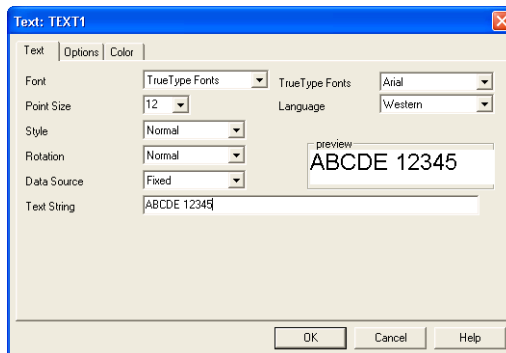 Text: TEXT1
Text Options Color
Font TrueType Fonts TrueType Fonts Arial
Point Size 12 Language Western
Style Normal
Rotation Normal
preview
ABCDE 12345
Data Source Fixed
Text String ABCDE 12345
OK Cancel Help